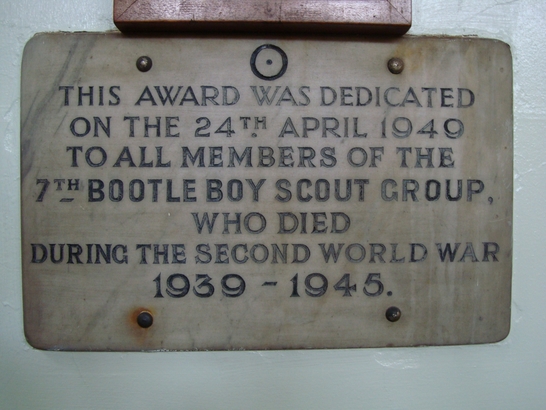 THIS AWARD WAS DEDICATED
ON THE 24TH APRIL 1949
TO ALL MEMBERS OF THE
7TH BOOTLE BOY SCOUT GROUP,
WHO DIED
DURING THE SECOND WORLD WAR
1939 - 1945.